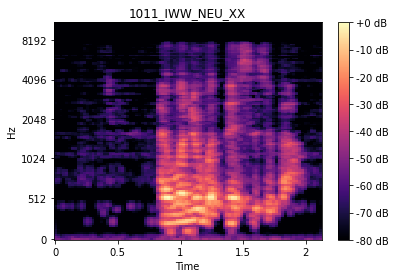 1011_IWW_NEU_XX
8192
4096
2048
1024
512
0
Hz
0
0.5
1
1.5
2
Time
+0 dB
-10 dB
-20 dB
-30 dB
-40 dB
-50 dB
-60 dB
-70 dB
-80 dB